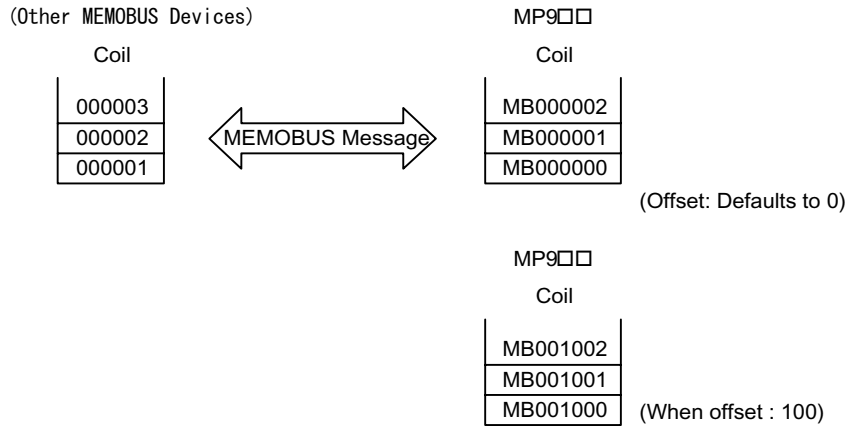 (Other MEMOBUS Devices)
MP9□□
Coil
Coil
000003
000002
000001
MEMOBUS Message
MB000002
MB000001
MB000000
(Offset: Defaults to 0)
MP9□□
Coil
MB001002
MB001001
MB001000
(When offset : 100)